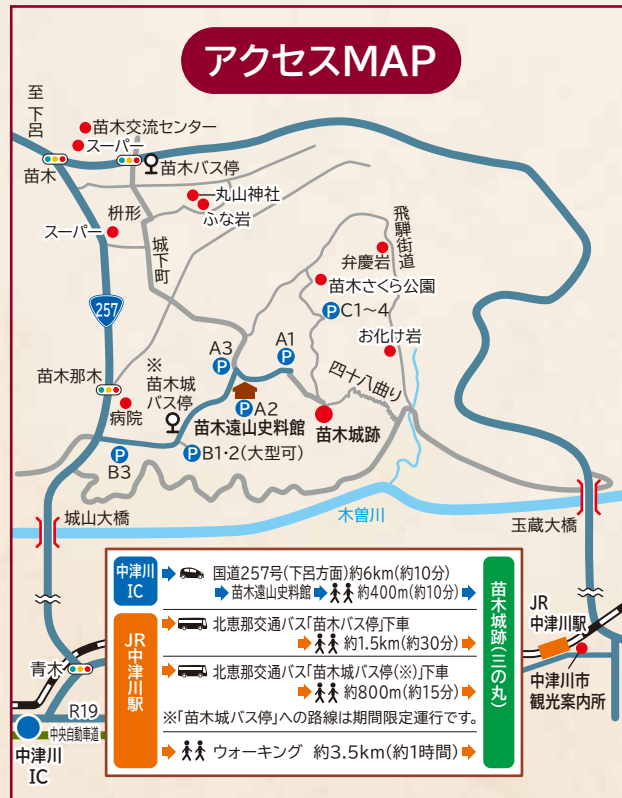 アクセスMAP
至 下呂
苗木交流センター
スーパー
苗木
苗木バス停
丸山神社
ふな岩
枡形
スーパー
城下町
飛騨街道
弁慶岩
苗木さくら公園
P C1~4
257
お化け岩
A3
P
A1
P
苗木那木
※
苗木城
バス停
四十八曲り
病院
P A2
苗木遠山史料館
苗木城跡
P
B3
P B1・2(大型可)
木曽川
城山大橋
玉蔵大橋
中津川
IC
国道257号(下呂方面)約6km(約10分)
苗木遠山史料館
約400m(約10分)
JR中津川駅
北恵那交通バス「苗木バス停」下車
約1.5km(約30分)
北恵那交通バス「苗木城バス停(※)」下車
約800m(約15分)
※「苗木城バス停」への路線は期間限定運行です。
ウォーキング 約3.5km(約1時間)
苗木城跡(三の丸)
JR
中津川駅
中津川市
観光案内所
青木
R19
中央自動車道
中津川
IC